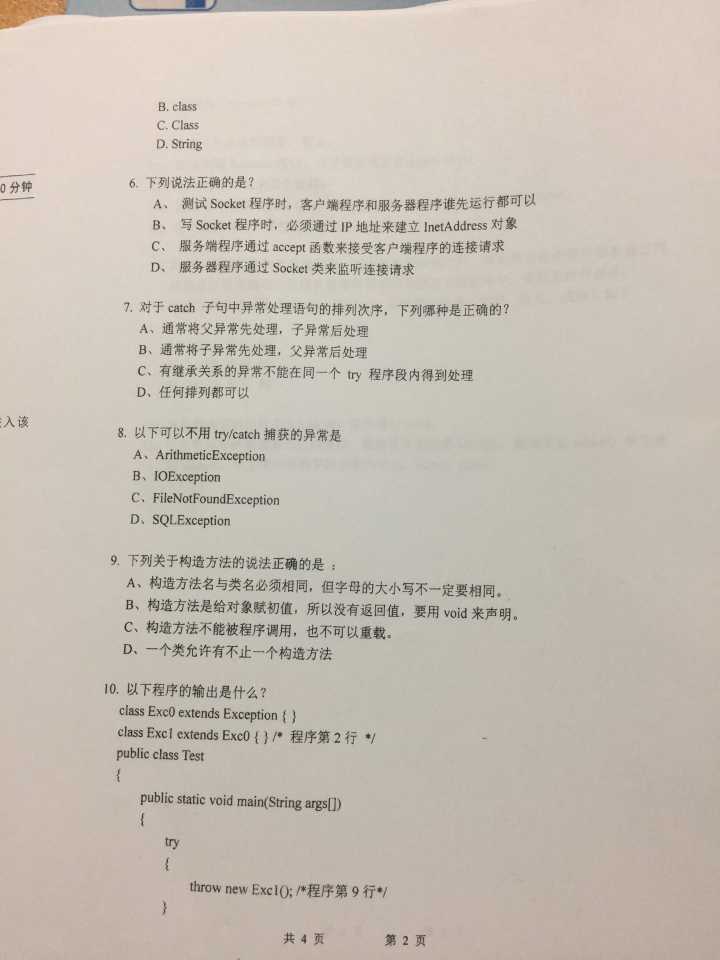 B. class
C. Class
D. String
0 分钟
6. 下列说法正确的是？
A、 测试 Socket 程序时，客户端程序和服务器程序谁先运行都可以
B、 写 Socket 程序时，必须通过 IP 地址来建立 InetAddress 对象
C、 服务端程序通过 accept 函数来接受客户端程序的连接请求
D、 服务器程序通过 Socket 类来监听连接请求
7. 对于 catch 子句中异常处理语句的排列次序，下列哪种是正确的？
A、通常将父异常先处理，子异常后处理
B、通常将子异常先处理，父异常后处理
C、有继承关系的异常不能在同一个 try 程序段内得到处理
D、任何排列都可以
入该
8. 以下可以不用 try/catch 捕获的异常是
A、ArithmeticException
B、IOException
C、FileNotFoundException
D、SQLException
9. 下列关于构造方法的说法正确的是 ：
A、构造方法名与类名必须相同，但字母的大小写不一定要相同。
B、构造方法是给对象赋初值，所以没有返回值，要用 void 来声明。
C、构造方法不能被程序调用，也不可以重载。
D、一个类允许有不止一个构造方法
10. 以下程序的输出是什么？
class Exc0 extends Exception { }
class Exc1 extends Exc0 { } /* 程序第 2 行 */
public class Test
{
public static void main(String args[])
{
try
{
throw new Exc1(); /*程序第 9 行*/
}
共 4 页 第 2 页